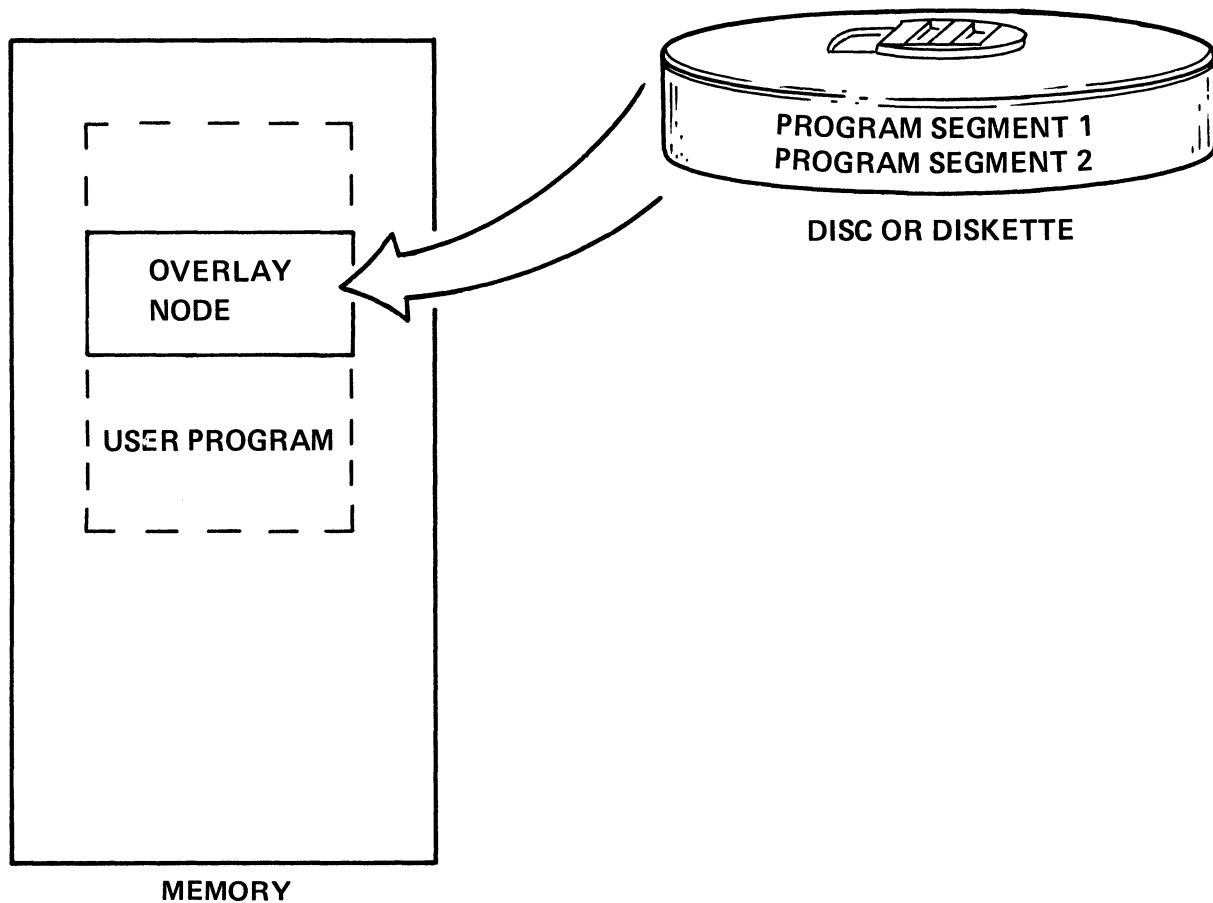 PROGRAM SEGMENT 1
PROGRAM SEGMENT 2
DISC OR DISKETTE
OVERLAY
NODE
USER PROGRAM
MEMORY